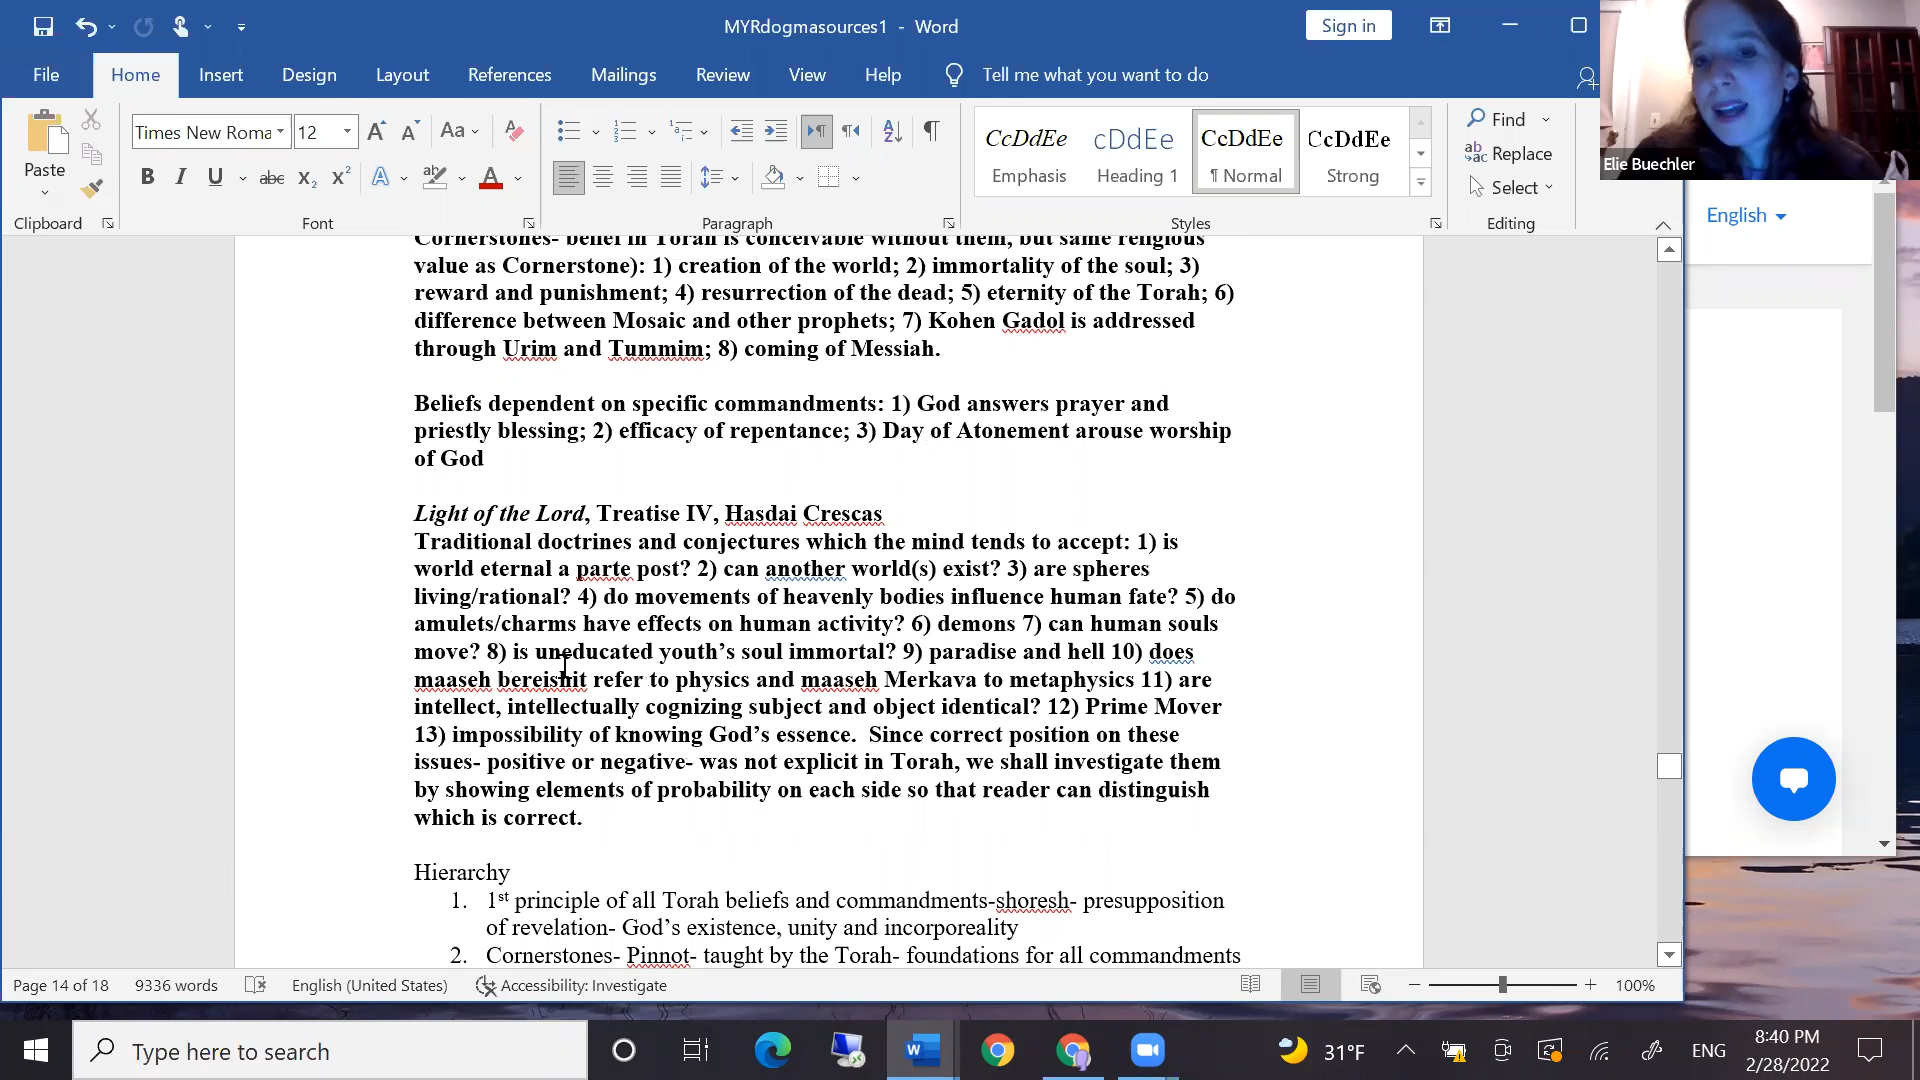 MYRdogmasources1 - Word
Sign in
File Home Insert Design Layout References Mailings Review View Help Tell me what you want to do
Times New Roma 12
Aa
Paste
Clipboard Font Paragraph Styles Editing
CcDdEe CcDdEe CcDdEe CcDdEe
Emphasis Heading 1 ¶ Normal Strong
Find
Replace
Select
Elie Buechler
English
Cornerstones- belief in Torah is conceivable without them, but same religious
value as Cornerstone): 1) creation of the world; 2) immortality of the soul; 3)
reward and punishment; 4) resurrection of the dead; 5) eternity of the Torah; 6)
difference between Mosaic and other prophets; 7) Kohen Gadol is addressed
through Urim and Tummim; 8) coming of Messiah.
Beliefs dependent on specific commandments: 1) God answers prayer and
priestly blessing; 2) efficacy of repentance; 3) Day of Atonement arouse worship
of God
Light of the Lord, Treatise IV, Hasdai Crescas
Traditional doctrines and conjectures which the mind tends to accept: 1) is
world eternal a parte post? 2) can another world(s) exist? 3) are spheres
living/rational? 4) do movements of heavenly bodies influence human fate? 5) do
amulets/charms have effects on human activity? 6) demons 7) can human souls
move? 8) is uneducated youth’s soul immortal? 9) paradise and hell 10) does
maaseh bereishit refer to physics and maaseh Merkava to metaphysics 11) are
intellect, intellectually cognizing subject and object identical? 12) Prime Mover
13) impossibility of knowing God’s essence.  Since correct position on these
issues- positive or negative- was not explicit in Torah, we shall investigate them
by showing elements of probability on each side so that reader can distinguish
which is correct.
Hierarchy
1. 1st principle of all Torah beliefs and commandments-shoresh- presupposition
of revelation- God’s existence, unity and incorporeality
2. Cornerstones- Pinnot- taught by the Torah- foundations for all commandments
Page 14 of 18 9336 words English (United States) Accessibility: Investigate 100%
Type here to search
31°F
ENG
8:40 PM
2/28/2022